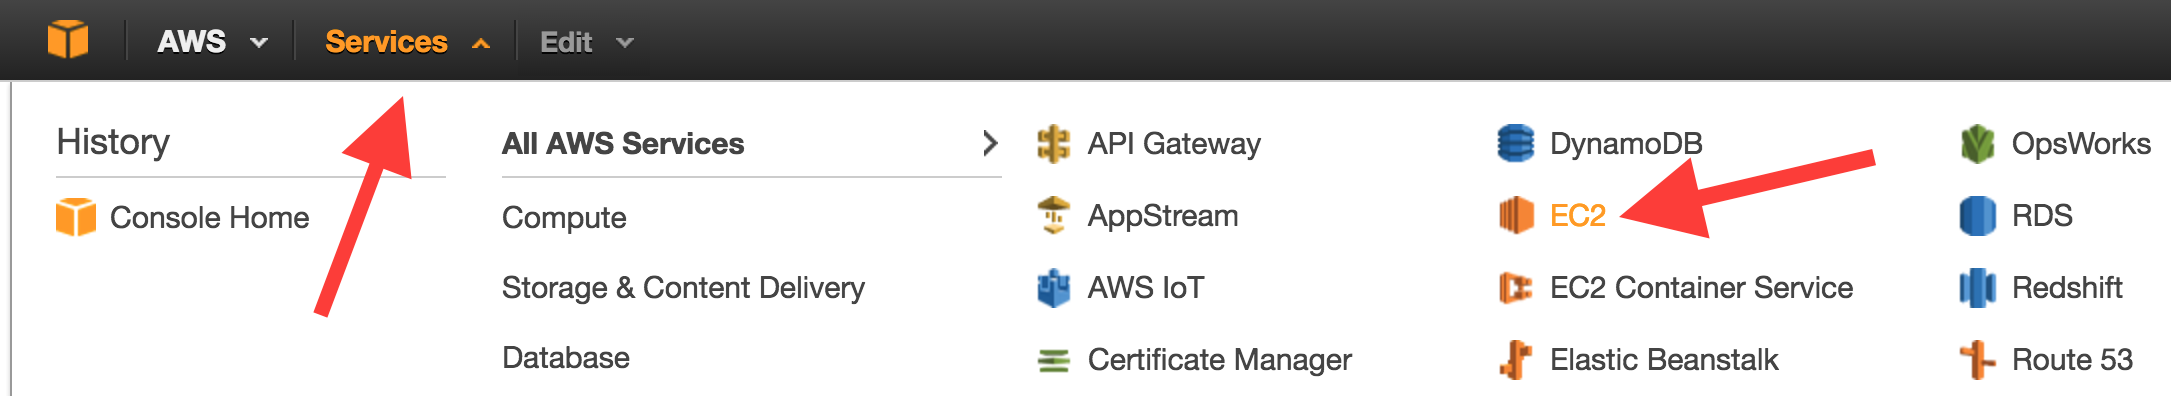 AWS Services Edit
History
Console Home
All AWS Services
Compute
Storage & Content Delivery
Database
API Gateway
AppStream
AWS IoT
Certificate Manager
DynamoDB
EC2
EC2 Container Service
Elastic Beanstalk
OpsWorks
RDS
Redshift
Route 53